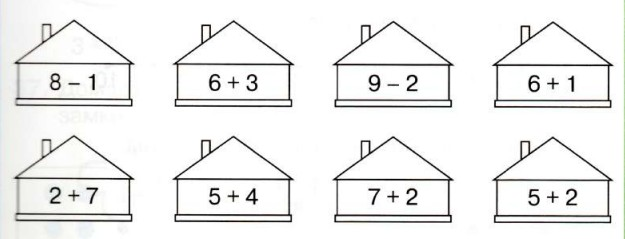 8 – 1 6 + 3 9 – 2 6 + 1
2 + 7 5 + 4 7 + 2 5 + 2